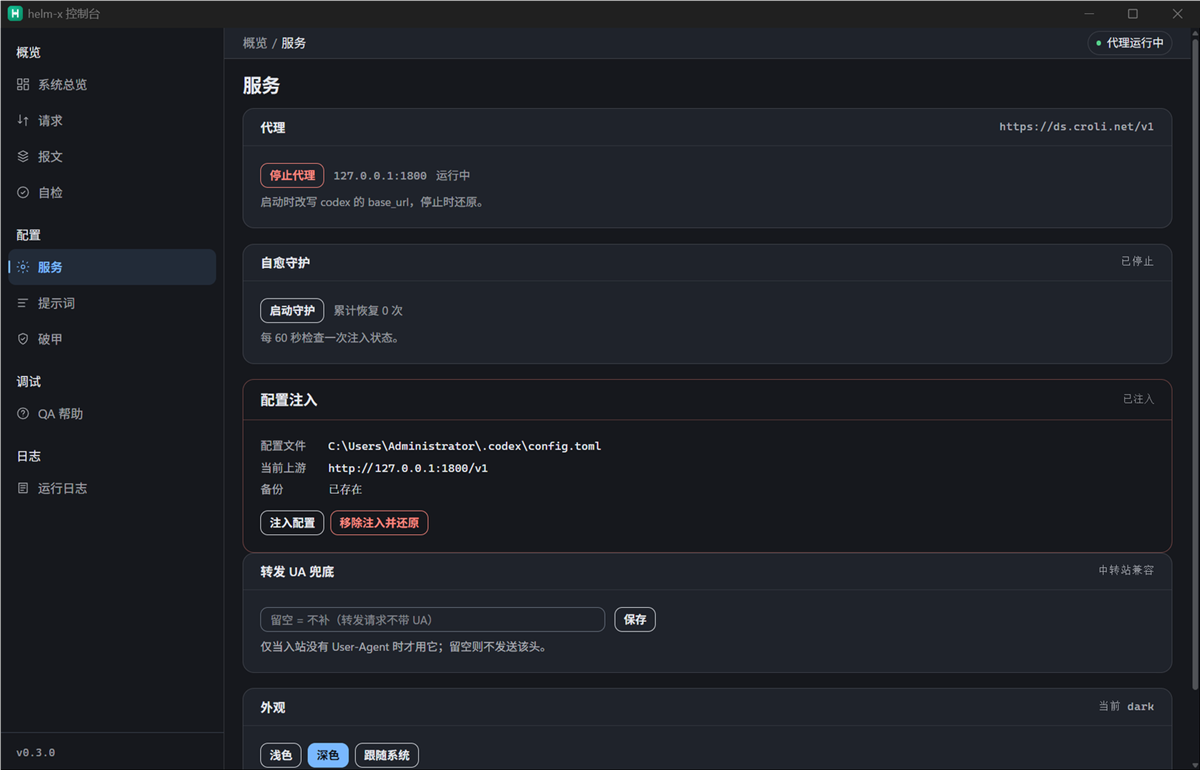 helm-x 控制台
概览
系统总览
请求
报文
自检
配置
服务
提示词
破甲
调试
QA 帮助
日志
运行日志
v0.3.0
概览 / 服务
代理运行中
服务
代理
https://ds.croli.net/v1
停止代理 127.0.0.1:1800 运行中
启动时改写 codex 的 base_url，停止时还原。
自愈守护
已停止
启动守护 累计恢复 0 次
每 60 秒检查一次注入状态。
配置注入
已注入
配置文件 C:\Users\Administrator\.codex\config.toml
当前上游 http://127.0.0.1:1800/v1
备份 已存在
注入配置 移除注入并还原
转发 UA 兜底
中转站兼容
留空 = 不补（转发请求不带 UA） 保存
仅当入站没有 User-Agent 时才用它；留空则不发送该头。
外观
当前 dark
浅色 深色 跟随系统